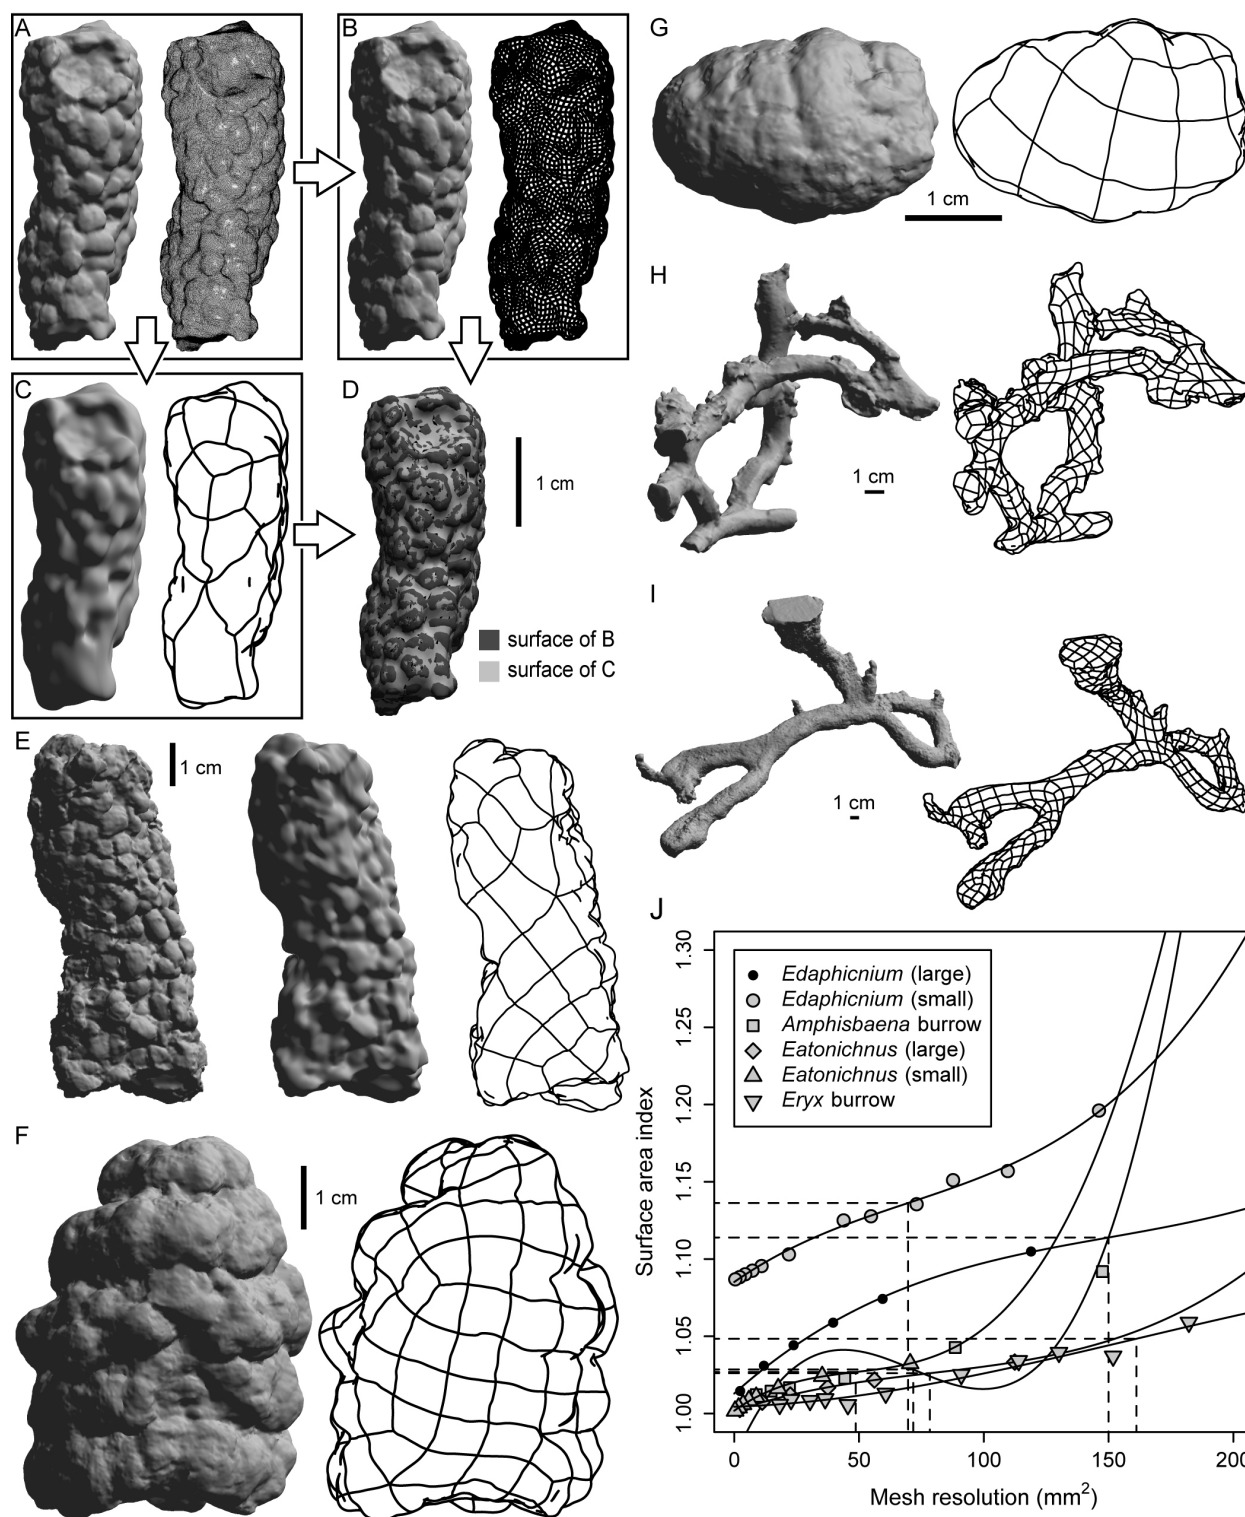 A
B
C
D
1 cm
surface of B
surface of C
E
1 cm
F
1 cm
G
1 cm
H
1 cm
I
1 cm
J
Edaphicnium (large)
Edaphicnium (small)
Amphisbaena burrow
Eatonichnus (large)
Eatonichnus (small)
Eryx burrow
Surface area index
1.30
1.25
1.20
1.15
1.10
1.05
1.00
0
50
100
150
200
Mesh resolution (mm²)